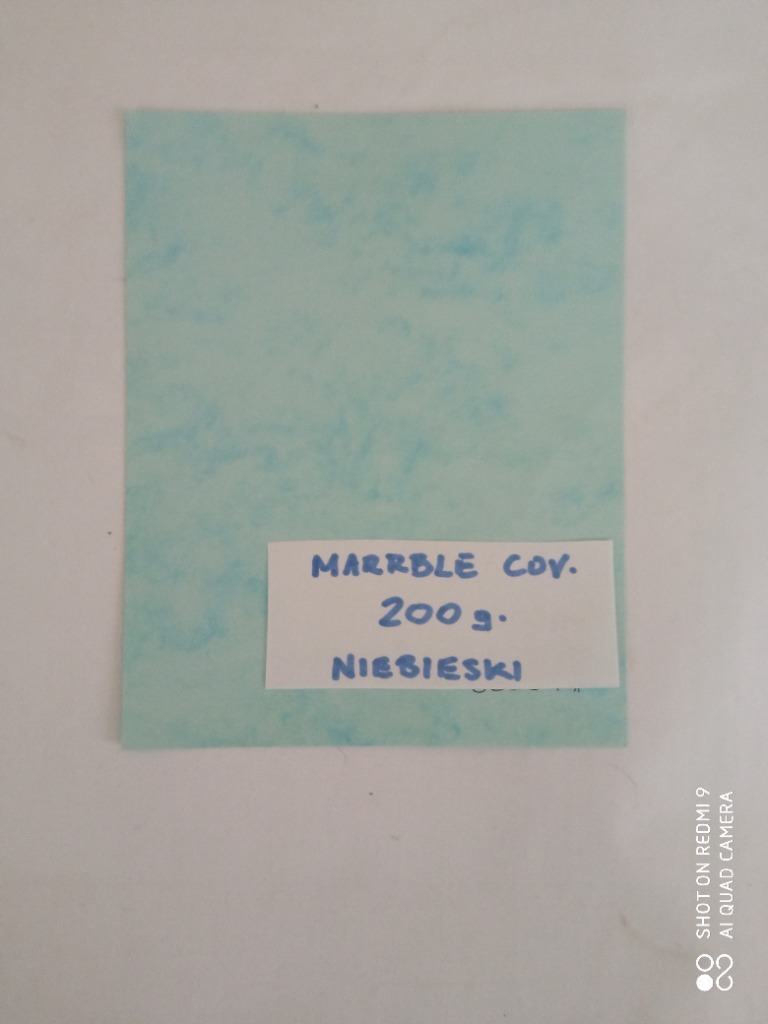 MARRBLE COV.
200 g.
NIEBIESKI
SHOT ON REDMI 9
AI QUAD CAMERA